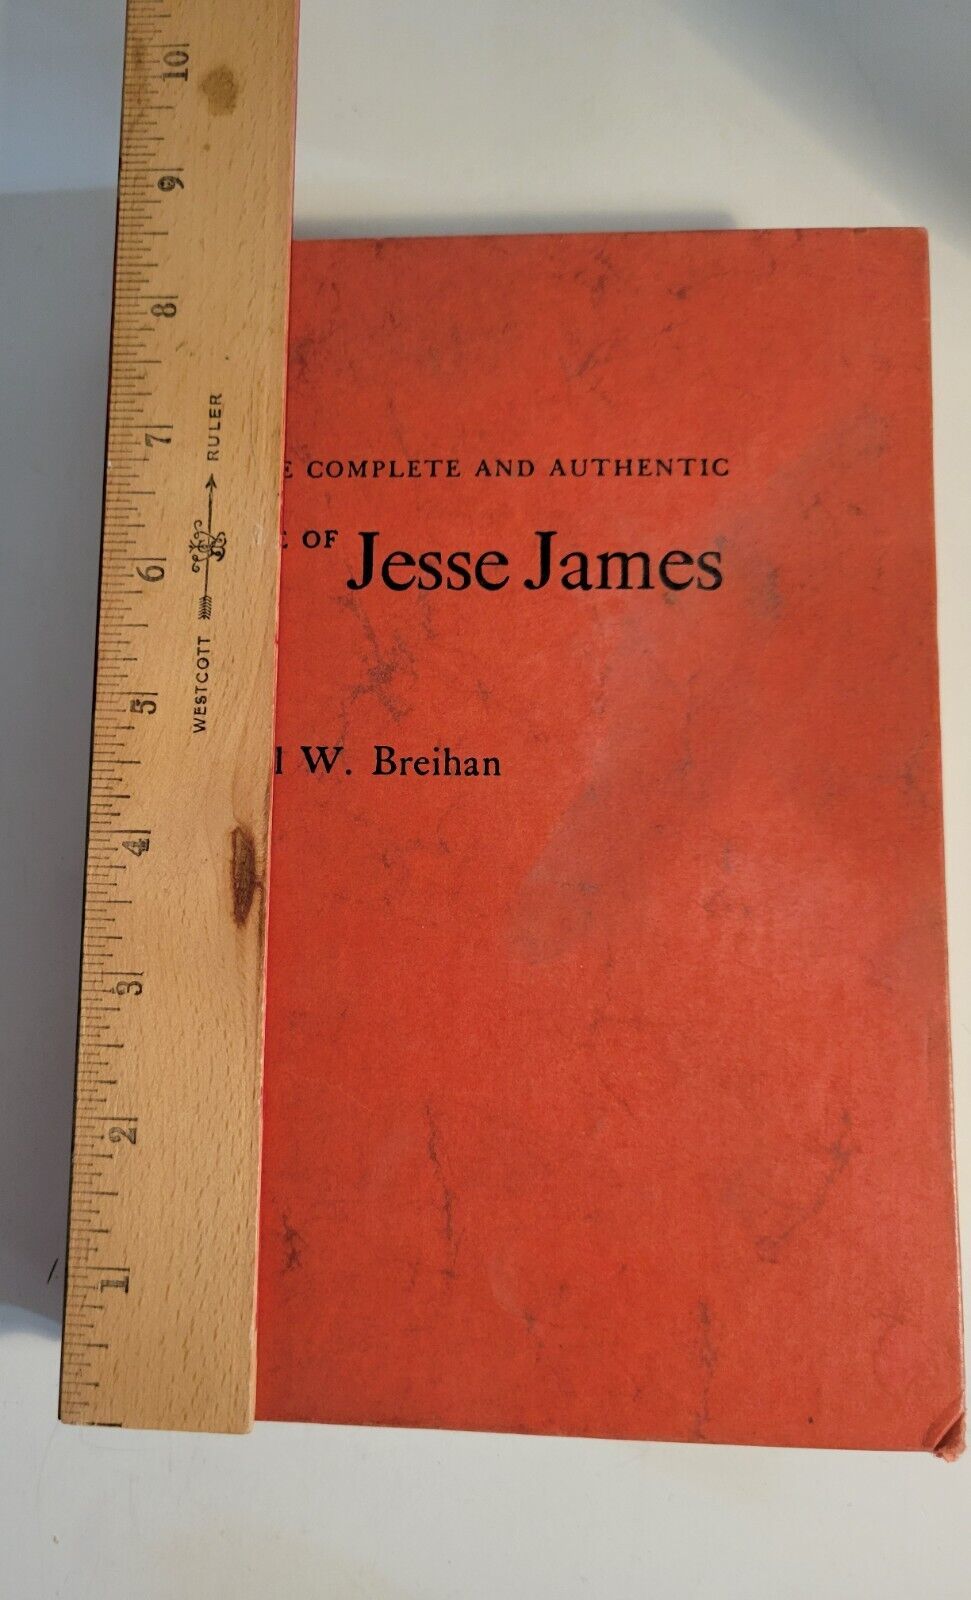 E COMPLETE AND AUTHENTIC
E OF Jesse James
l W. Breihan
WESTCOTT RULER
10
9
8
7
6
5
4
3
2
1